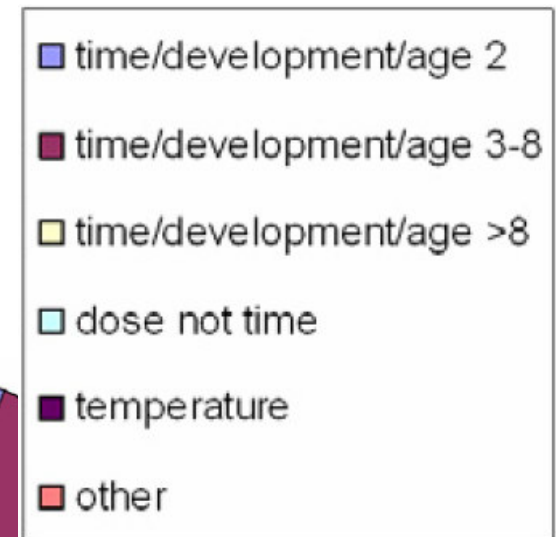 time/development/age 2
time/development/age 3-8
time/development/age >8
dose not time
temperature
other